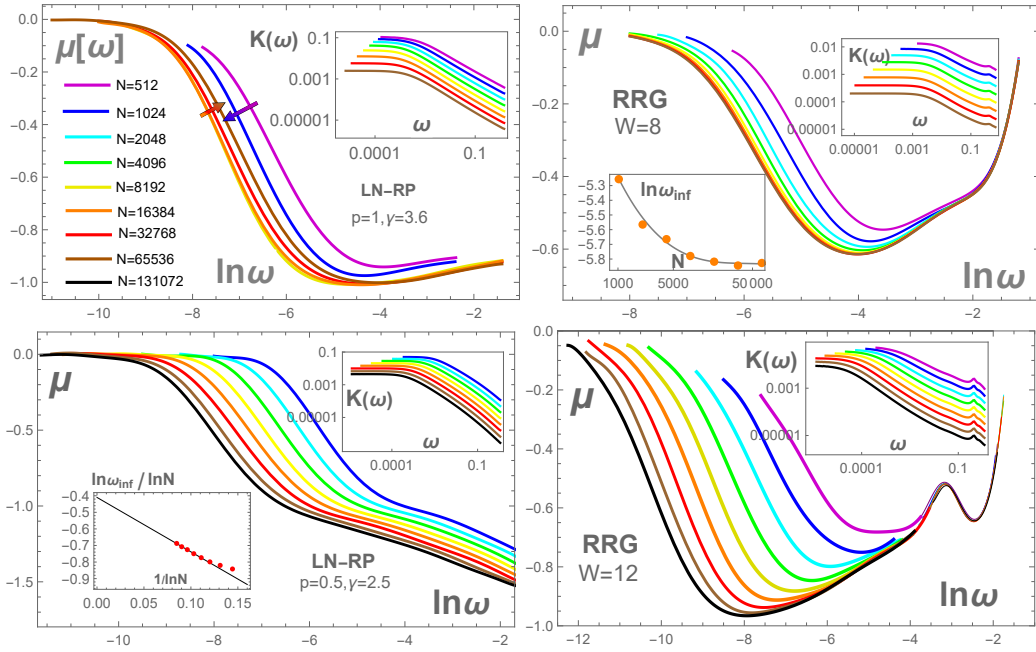 μ[ω]
N=512
N=1024
N=2048
N=4096
N=8192
N=16384
N=32768
N=65536
N=131072
0.0
−0.2
−0.4
−0.6
−0.8
−1.0
−10 −8 −6 −4 −2
lnω
LN−RP
p=1,γ=3.6
K(ω)
0.10
0.001
0.00001
0.0001 0.1
ω
μ
0.0
−0.2
−0.4
−0.6
−8 −6 −4 −2
lnω
RRG
W=8
K(ω)
0.01
0.001
0.0001
0.00001
0.00001 0.001 0.1
ω
lnω_inf
−5.3
−5.4
−5.5
−5.6
−5.7
−5.8
1000 5000 50000
N
μ
0.0
−0.5
−1.0
−1.5
−10 −8 −6 −4 −2
lnω
LN−RP
p=0.5,γ=2.5
K(ω)
0.1
0.001
0.00001
0.0001 0.1
ω
lnω_inf/lnN
−0.4
−0.5
−0.6
−0.7
−0.8
−0.9
0.00 0.05 0.10 0.15
1/lnN
μ
0.0
−0.2
−0.4
−0.6
−0.8
−1.0
−12 −10 −8 −6 −4 −2
lnω
RRG
W=12
K(ω)
0.001
0.00001
0.0001 0.1
ω